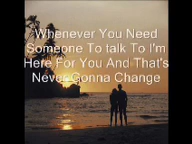 Whenever You Need
Someone To talk To I'm
Here For You And That's
Never Gonna Change